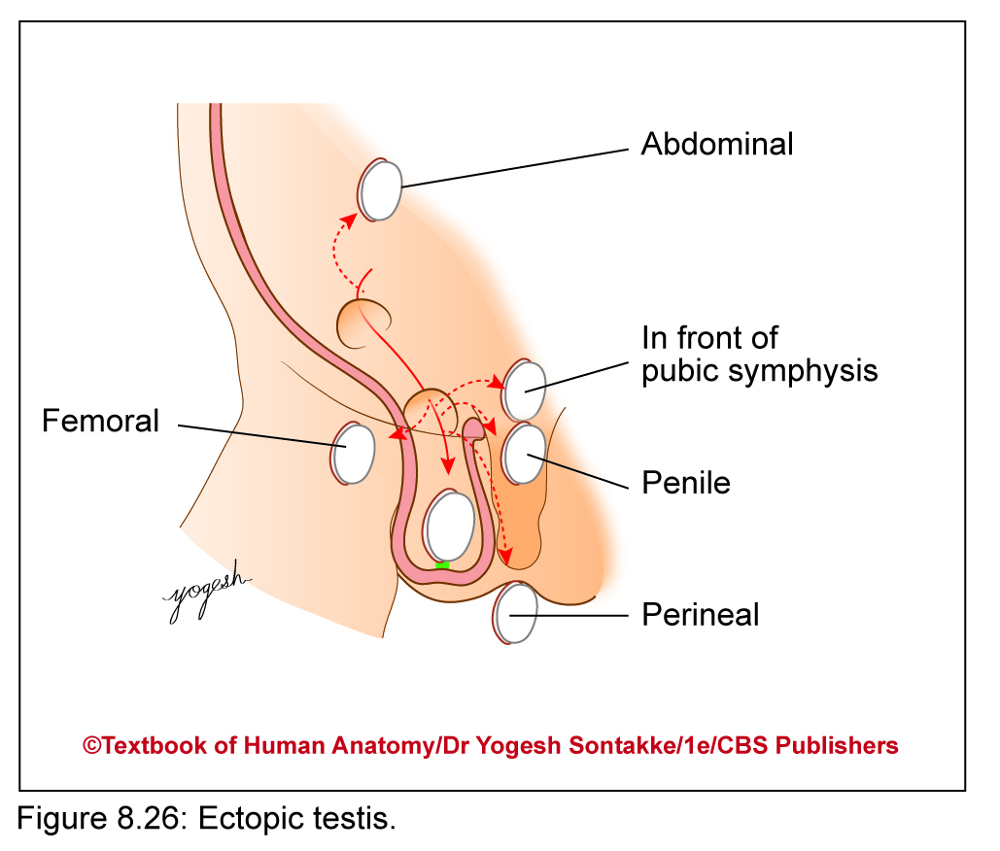 Abdominal
In front of
pubic symphysis
Femoral
Penile
yogesh
Perineal
©Textbook of Human Anatomy/Dr Yogesh Sontakke/1e/CBS Publishers
Figure 8.26: Ectopic testis.